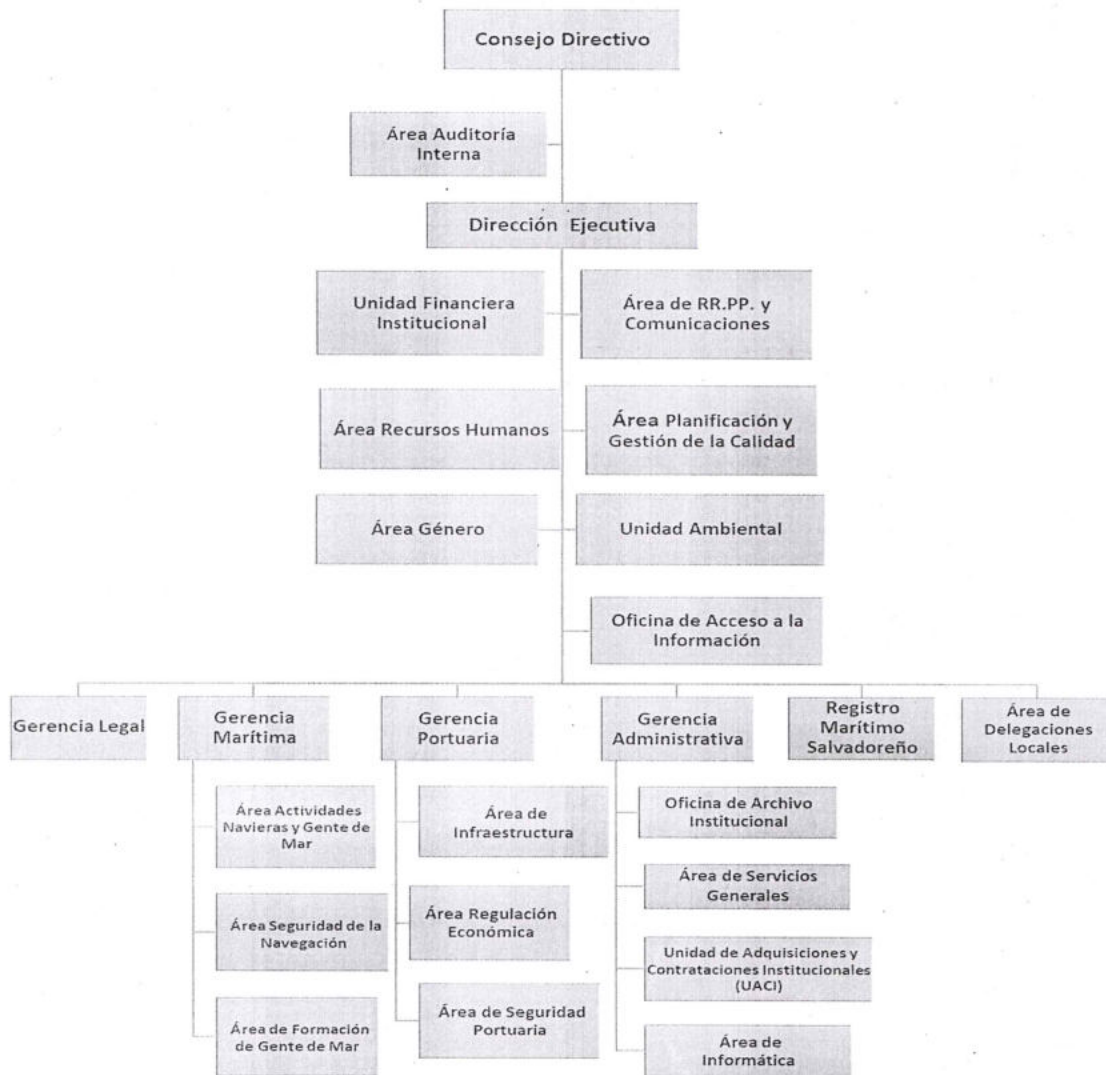 Consejo Directivo
Área Auditoría
Interna
Dirección Ejecutiva
Unidad Financiera
Institucional
Área de RR.PP. y
Comunicaciones
Área Recursos Humanos
Área Planificación y
Gestión de la Calidad
Área Género
Unidad Ambiental
Oficina de Acceso a la
Información
Gerencia Legal
Gerencia
Marítima
Gerencia
Portuaria
Gerencia
Administrativa
Registro
Marítimo
Salvadoreño
Área de
Delegaciones
Locales
Área Actividades
Navieras y Gente de
Mar
Área Seguridad de la
Navegación
Área de Formación
de Gente de Mar
Área de
Infraestructura
Área Regulación
Económica
Área de Seguridad
Portuaria
Oficina de Archivo
Institucional
Área de Servicios
Generales
Unidad de Adquisiciones y
Contrataciones Institucionales
(UACI)
Área de
Informática